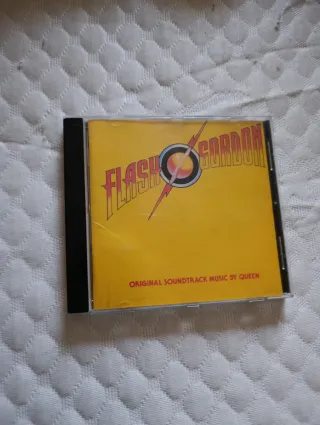 FLASH GORDON
ORIGINAL SOUNDTRACK MUSIC BY QUEEN